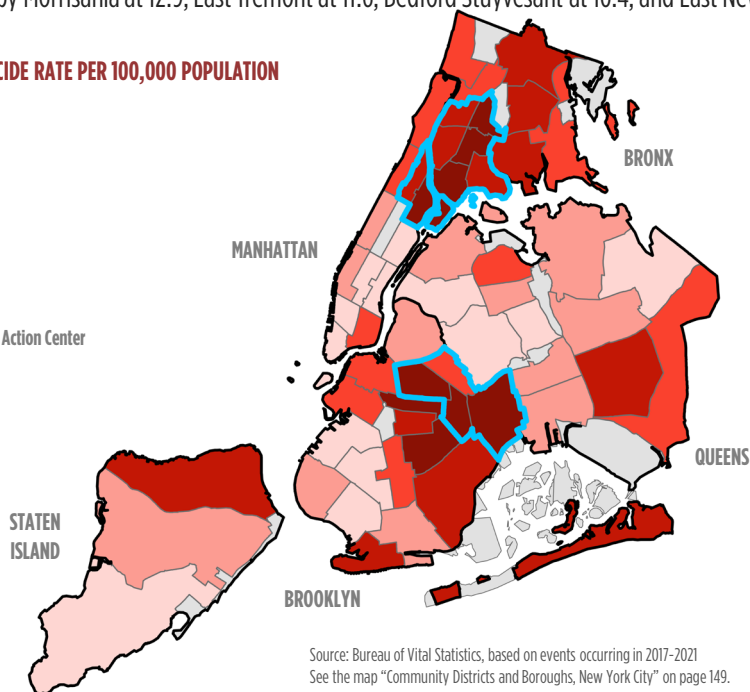 by Morrisania at 12.9, East Tremont at 11.6, Bedford Stuyvesant at 10.4, and East New
CIDE RATE PER 100,000 POPULATION
BRONX
MANHATTAN
Action Center
QUEENS
STATEN
ISLAND
BROOKLYN
Source: Bureau of Vital Statistics, based on events occurring in 2017-2021
See the map “Community Districts and Boroughs, New York City” on page 149.